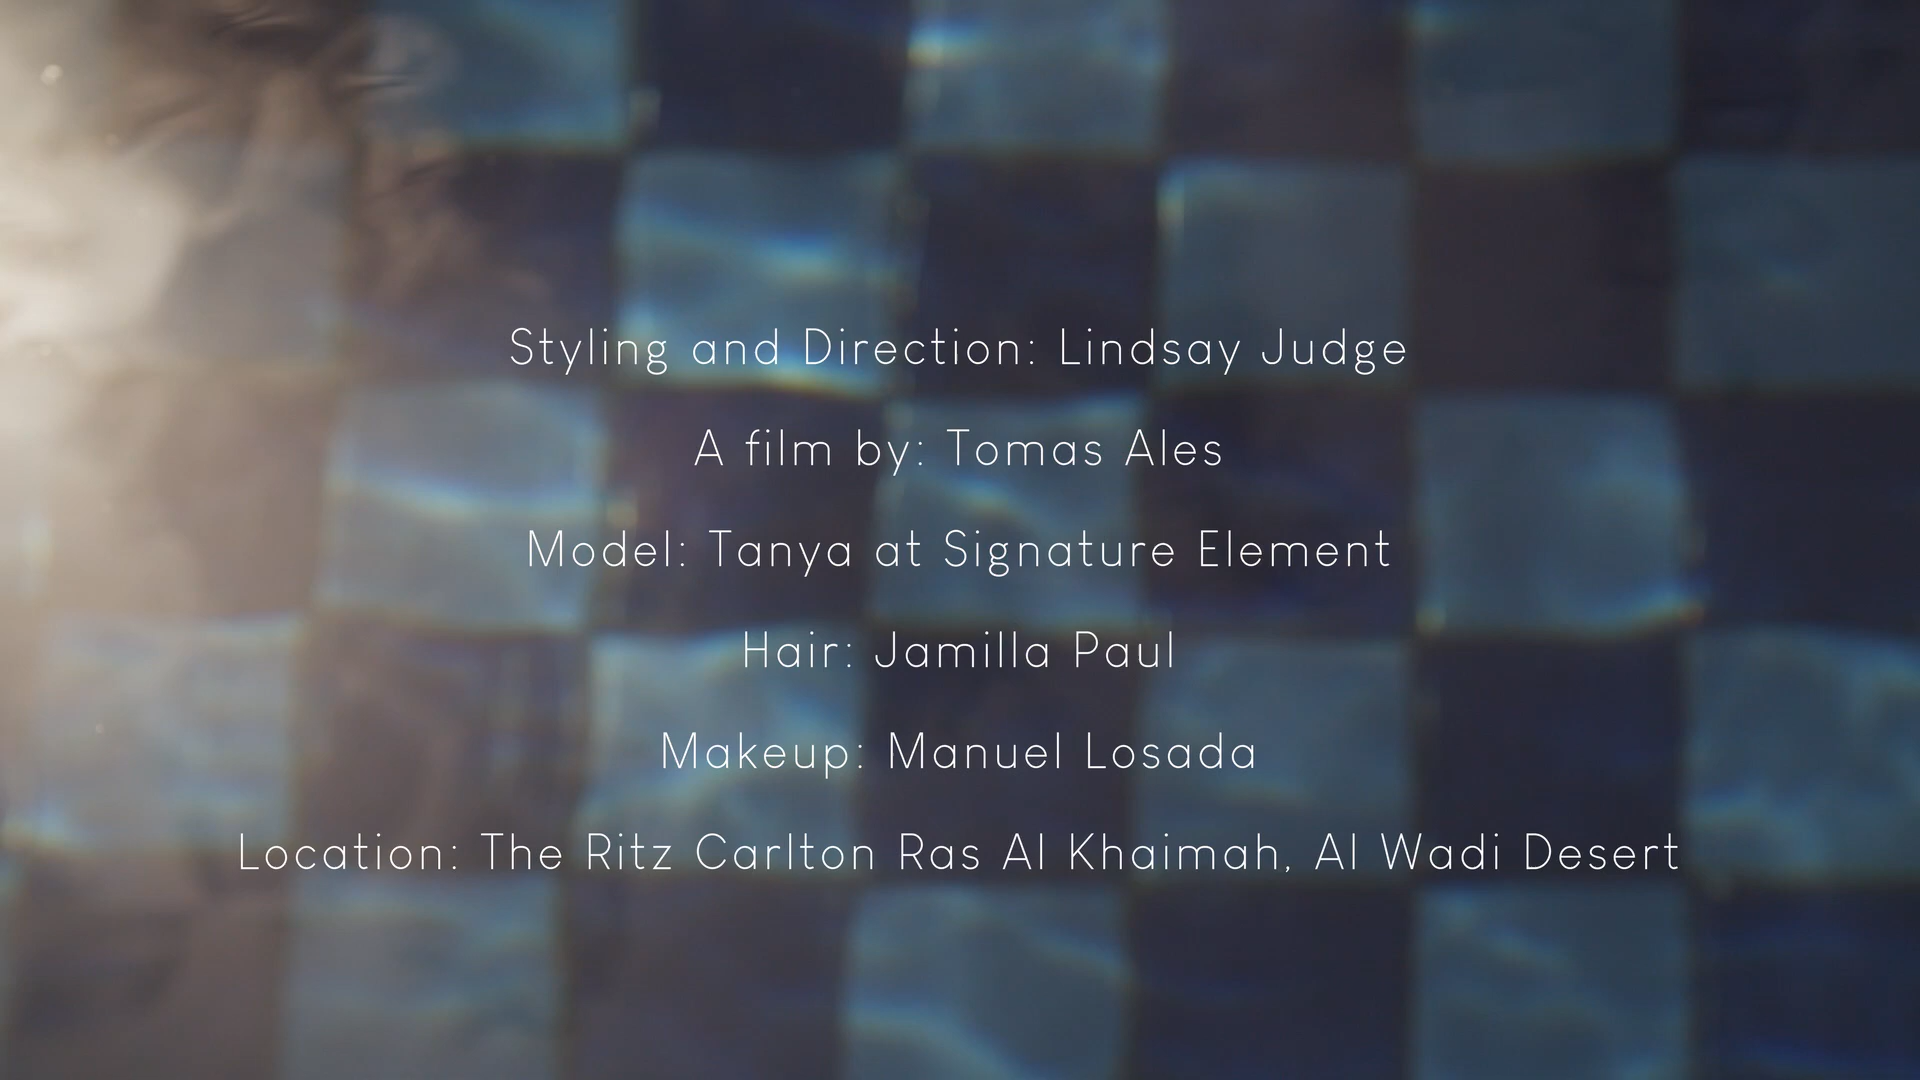 Styling and Direction: Lindsay Judge
A film by: Tomas Ales
Model: Tanya at Signature Element
Hair: Jamilla Paul
Makeup: Manuel Losada
Location: The Ritz Carlton Ras Al Khaimah, Al Wadi Desert